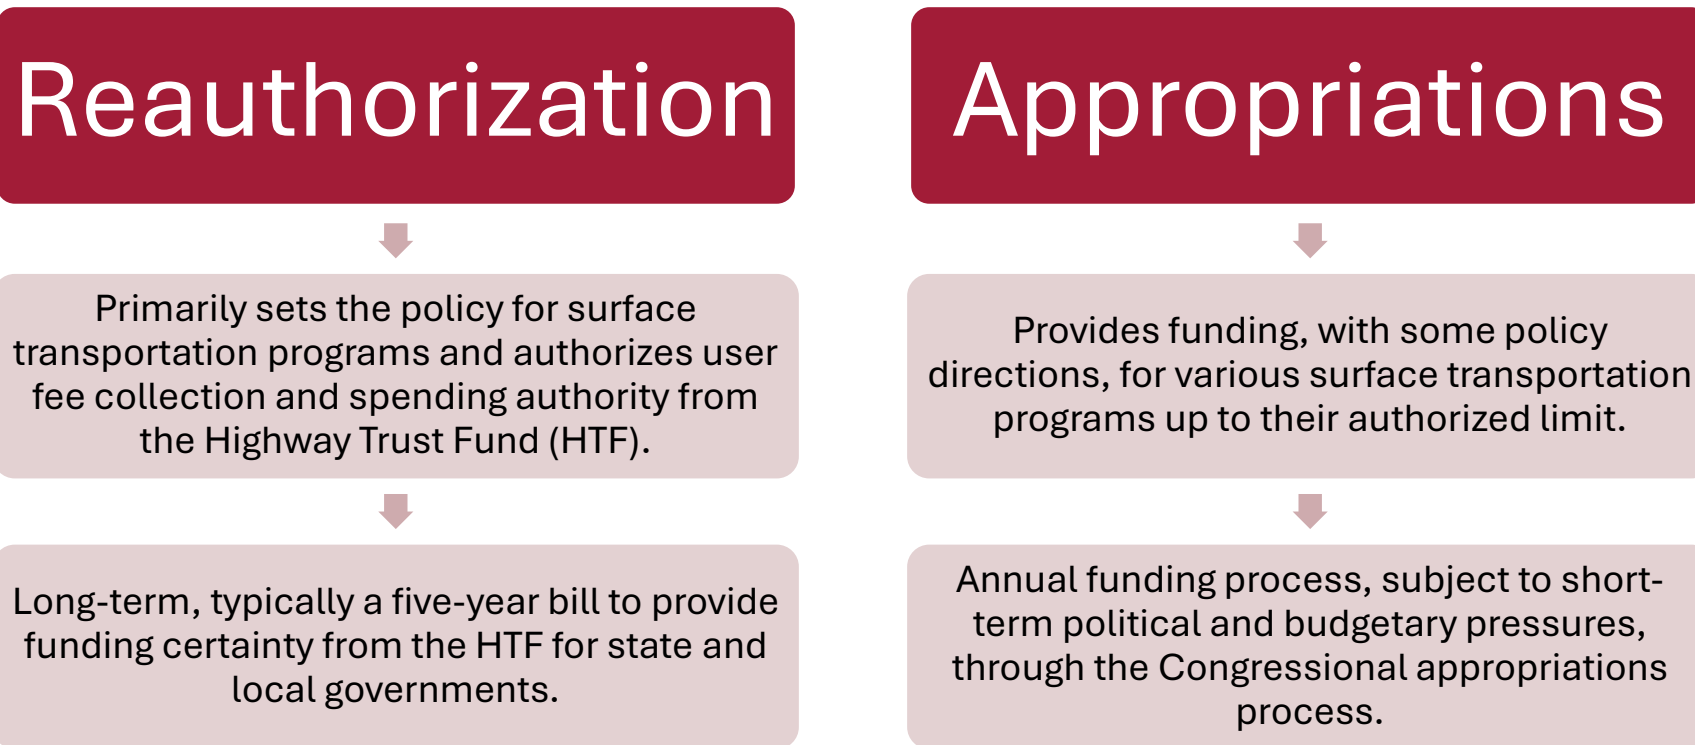 Reauthorization
Primarily sets the policy for surface
transportation programs and authorizes user
fee collection and spending authority from
the Highway Trust Fund (HTF).
Long-term, typically a five-year bill to provide
funding certainty from the HTF for state and
local governments.
Appropriations
Provides funding, with some policy
directions, for various surface transportation
programs up to their authorized limit.
Annual funding process, subject to short-
term political and budgetary pressures,
through the Congressional appropriations
process.